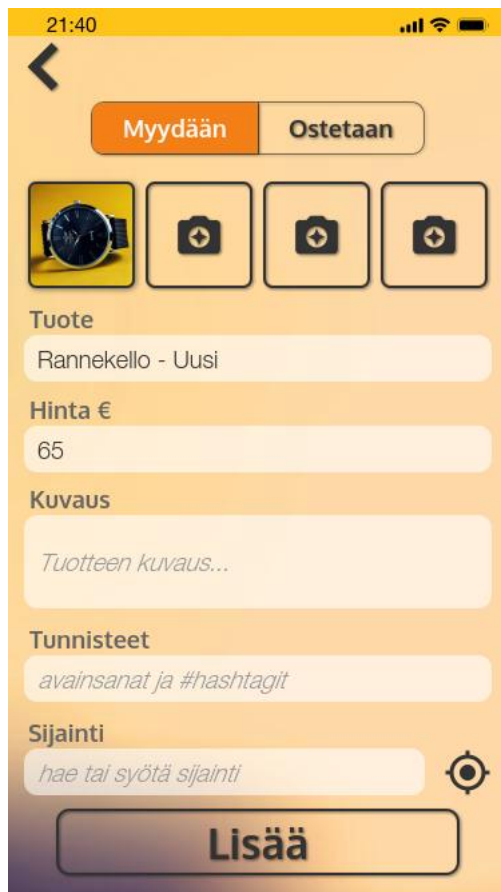 21:40
Myydään Ostetaan
Tuote
Rannekello - Uusi
Hinta €
65
Kuvaus
Tuotteen kuvaus...
Tunnisteet
avainsanat ja #hashtagit
Sijainti
hae tai syötä sijainti
Lisää